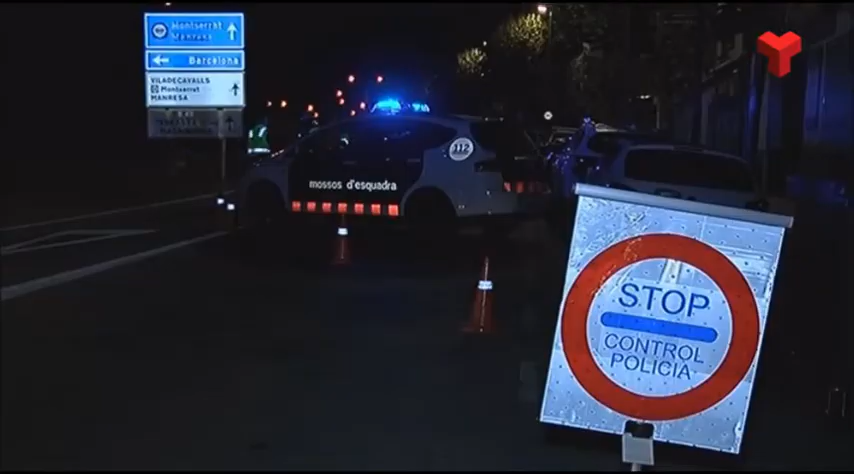 Montserrat
Manresa
Barcelona
VILADECAVALLS
Montserrat
MANRESA
112
mossos d'esquadra
STOP
CONTROL
POLICIA